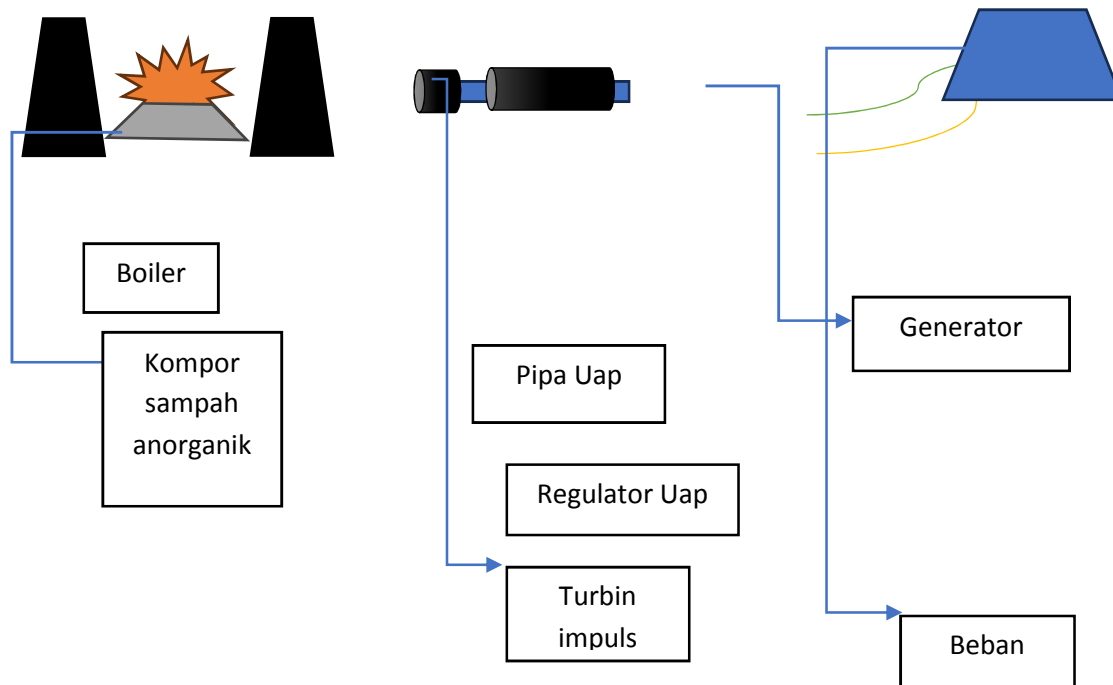 Boiler
Kompor
sampah
anorganik
Pipa Uap
Regulator Uap
Turbin
impuls
Generator
Beban